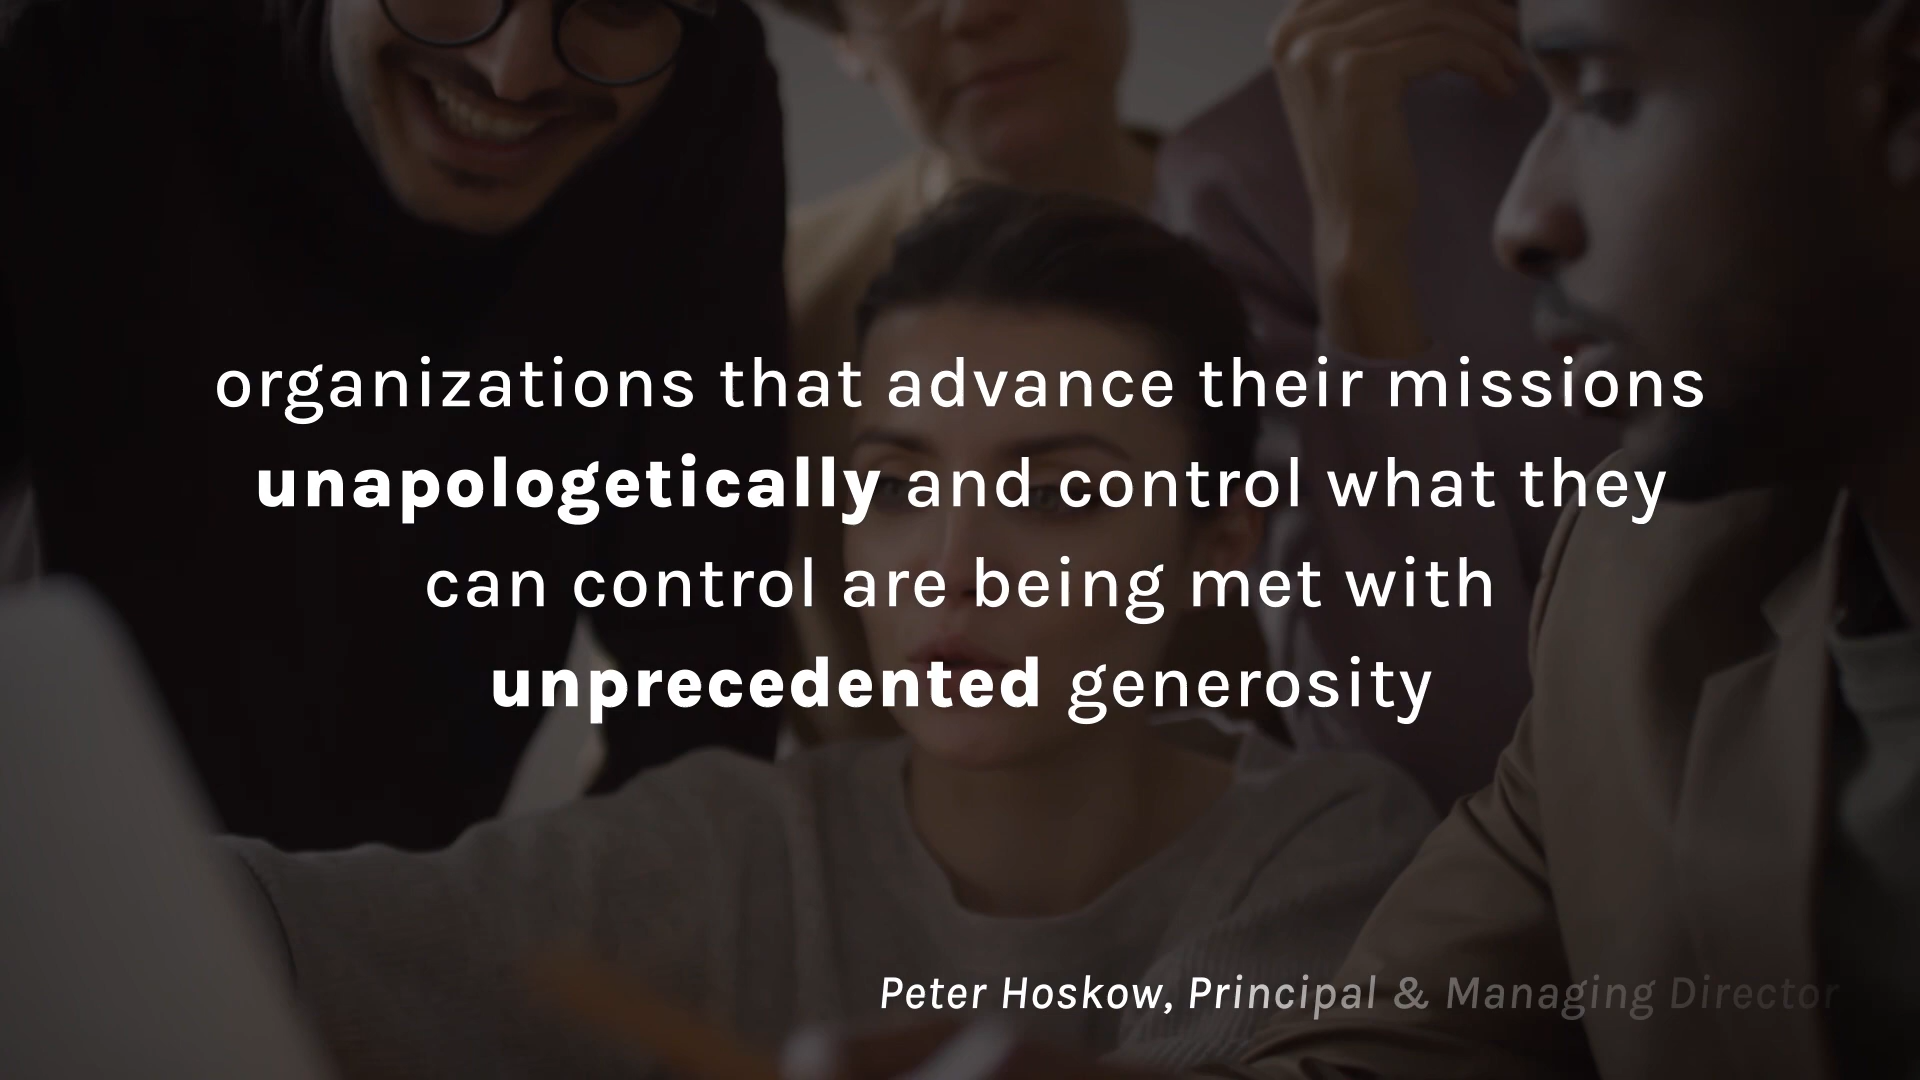 organizations that advance their missions
unapologetically and control what they
can control are being met with
unprecedented generosity
Peter Hoskow, Principal & Managing Director